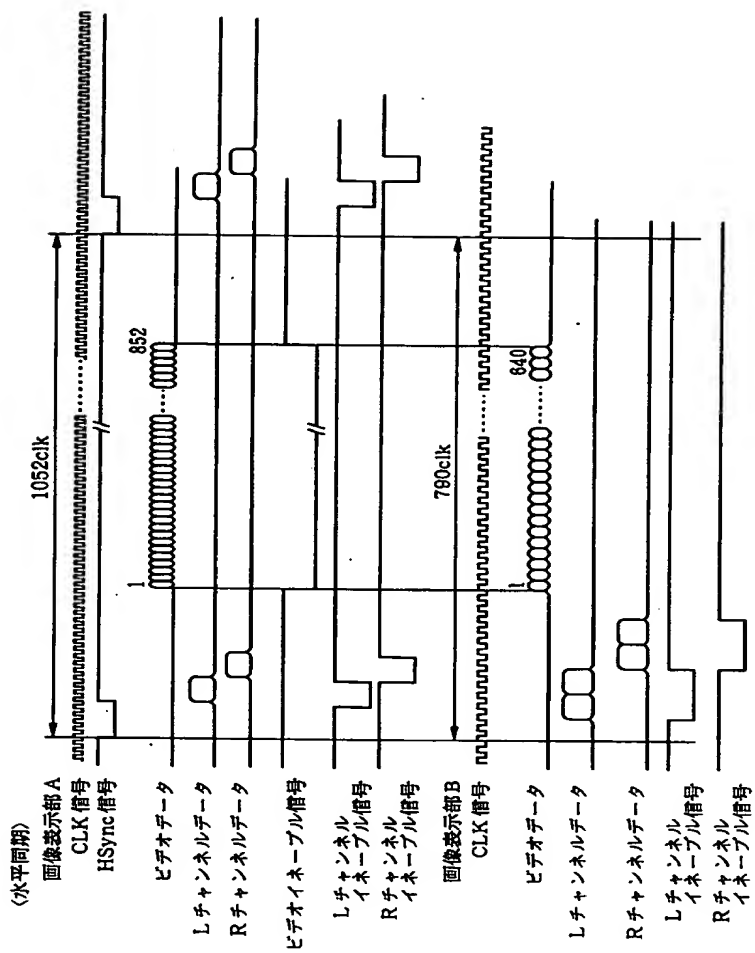 〈水平同期〉
画像表示部A
1052clk
CLK信号
HSync信号
1
852
ビデオデータ
Lチャンネルデータ
Rチャンネルデータ
ビデオイネーブル信号
Lチャンネル
イネーブル信号
Rチャンネル
イネーブル信号
画像表示部B
790clk
CLK信号
1
640
ビデオデータ
Lチャンネルデータ
Rチャンネルデータ
Lチャンネル
イネーブル信号
Rチャンネル
イネーブル信号